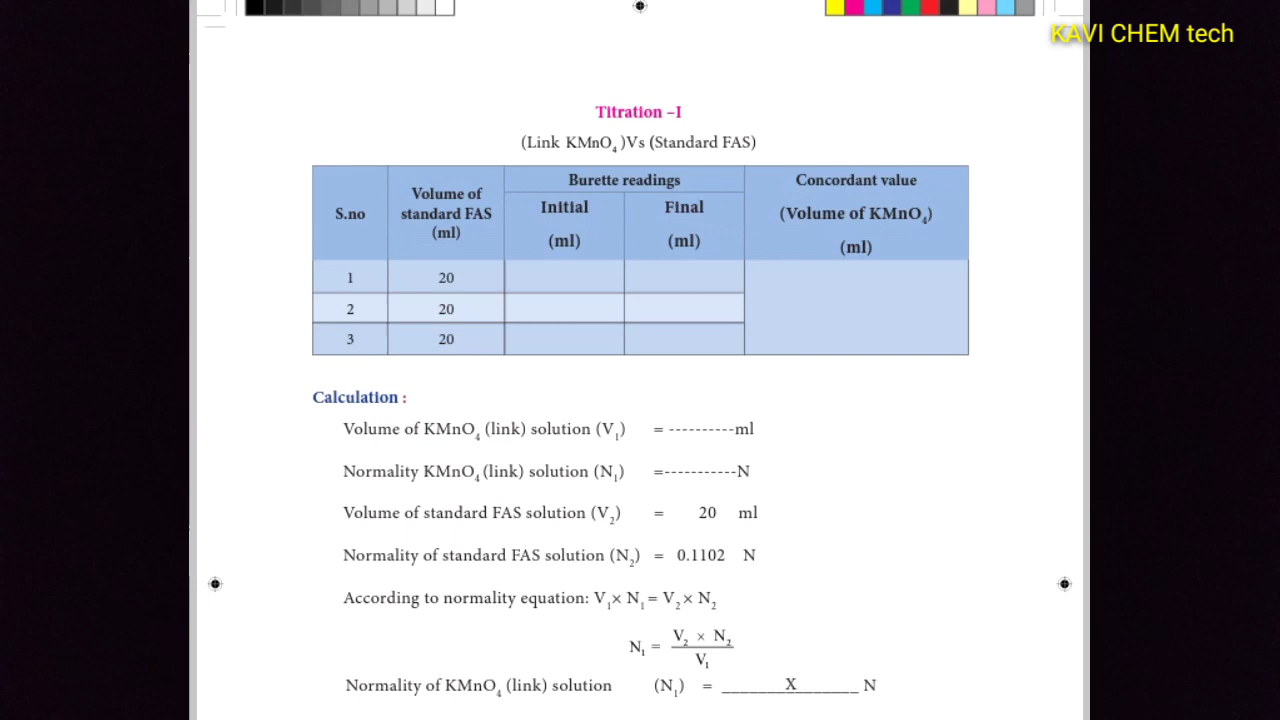 KAVI CHEM tech
Titration –I
(Link KMnO₄ )Vs (Standard FAS)
S.no
Volume of
standard FAS
(ml)
Burette readings
Initial
(ml)
Final
(ml)
Concordant value
(Volume of KMnO₄)
(ml)
1 20
2 20
3 20
Calculation :
Volume of KMnO₄ (link) solution (V₁) = ----------ml
Normality KMnO₄ (link) solution (N₁) =-----------N
Volume of standard FAS solution (V₂) = 20 ml
Normality of standard FAS solution (N₂) = 0.1102 N
According to normality equation: V₁× N₁ = V₂ × N₂
N₁ = V₂ × N₂
V₁
Normality of KMnO₄ (link) solution (N₁) = _______X_______ N